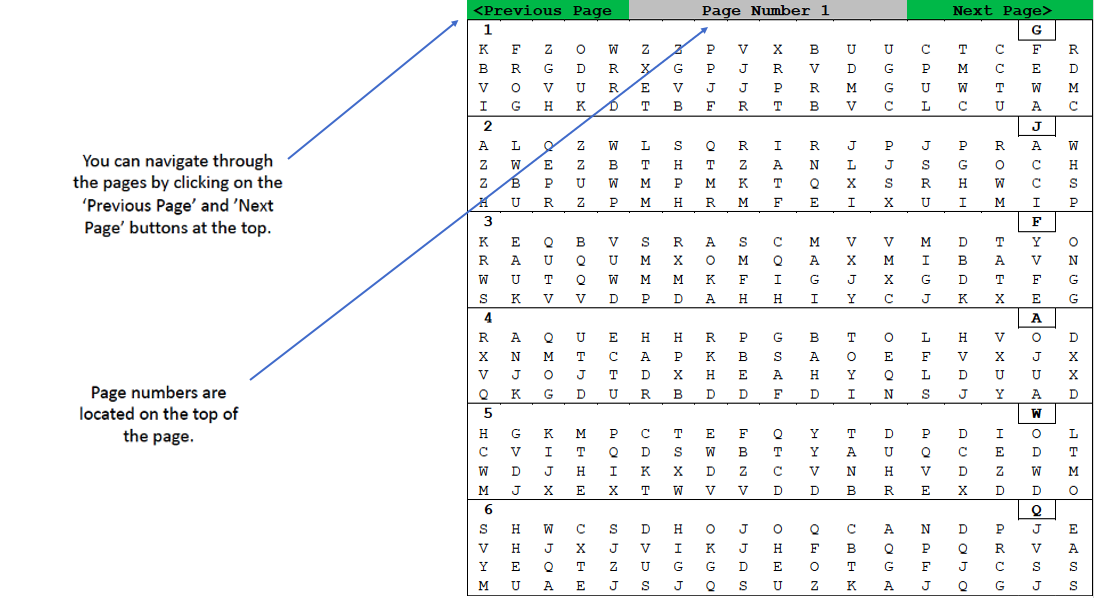 <Previous Page Page Number 1 Next Page>
1 G
K F Z O W Z Z P V X B U U C T C F R
B R G D R X G P J R V D G P M C E D
V O V U R E V J J P R M G U W T W M
I G H K D T B F R T B V C L C U A C
2 J
A L Q Z W L S Q R I R J P J P R A W
Z W E Z B T H T Z A N L J S G O C H
Z B P U W M P M K T Q X S R H W C S
H U R Z P M H R M F E I X U I M I P
3 F
K E Q B V S R A S C M V V M D T Y O
R A U Q U M X O M Q A X M I B A V N
W U T Q W M M K F I G J X G D T F G
S K V V D P D A H H I Y C J K X E G
4 A
R A Q U E H H R P G B T O L H V O D
X N M T C A P K B S A O E F V X J X
V J O J T D X H E A H Y Q L D U U X
Q K G D U R B D D F D I N S J Y A D
5 W
H G K M P C T E F Q Y T D P D I O L
C V I T Q D S W B T Y A U Q C E D T
W D J H I K X D Z C V N H V D Z W M
M J X E X T W V V D D B R E X D D O
6 Q
S H W C S D H O J O Q C A N D P J E
V H J X J V I K J H F B Q P Q R V A
Y E Q T Z U G G D E O T G F J C S S
M U A E J S J Q S U Z K A J Q G J S
You can navigate through
the pages by clicking on the
‘Previous Page’ and ’Next
Page’ buttons at the top.
Page numbers are
located on the top of
the page.